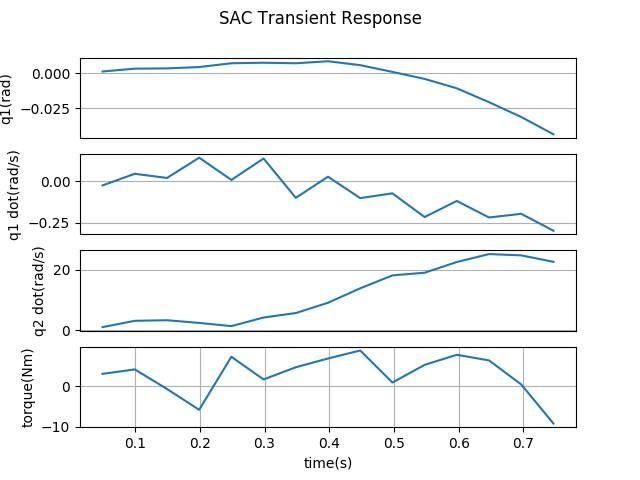 SAC Transient Response
q1(rad)
0.000
−0.025
q1 dot(rad/s)
0.00
−0.25
q2 dot(rad/s)
20
0
torque(Nm)
0
−10
0.1 0.2 0.3 0.4 0.5 0.6 0.7
time(s)